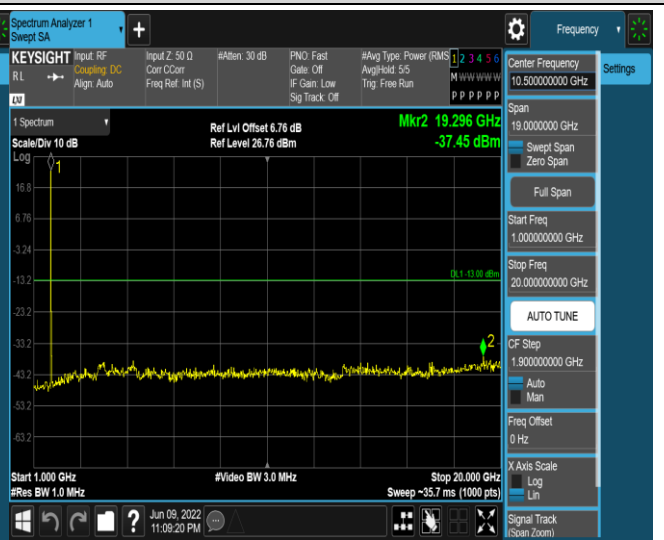 Spectrum Analyzer 1
Swept SA
+
Frequency
KEYSIGHT
RL
LXI
Input: RF
Coupling: DC
Align: Auto
Input Z: 50 Ω
Corr CCorr
Freq Ref: Int (S)
#Atten: 30 dB
PNO: Fast
Gate: Off
IF Gain: Low
Sig Track: Off
#Avg Type: Power (RMS
Avg|Hold: 5/5
Trig: Free Run
1 2 3 4 5 6
M W W W W W
P P P P P P
1 Spectrum
Scale/Div 10 dB
Log
Ref Lvl Offset 6.76 dB
Ref Level 26.76 dBm
Mkr2 19.296 GHz
-37.45 dBm
1
16.8
6.76
-3.24
-13.2
DL1 -13.00 dBm
-23.2
-33.2
2
-43.2
-53.2
-63.2
Start 1.000 GHz
#Res BW 1.0 MHz
#Video BW 3.0 MHz
Stop 20.000 GHz
Sweep ~35.7 ms (1000 pts)
?
Jun 09, 2022
11:09:20 PM
Center Frequency
10.500000000 GHz
Span
19.0000000 GHz
Swept Span
Zero Span
Full Span
Start Freq
1.000000000 GHz
Stop Freq
20.000000000 GHz
AUTO TUNE
CF Step
1.900000000 GHz
Auto
Man
Freq Offset
0 Hz
X Axis Scale
Log
Lin
Signal Track
(Span Zoom)
Settings